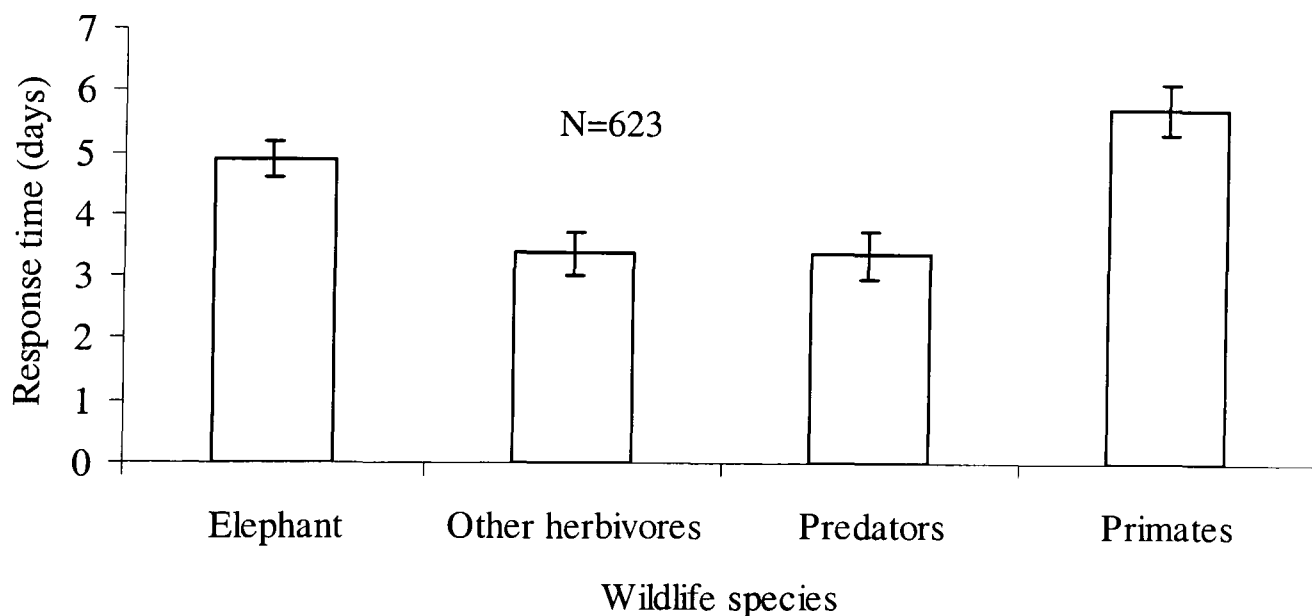 7
6
5
4
3
2
1
0
Response time (days)
N=623
Elephant
Other herbivores
Predators
Primates
Wildlife species